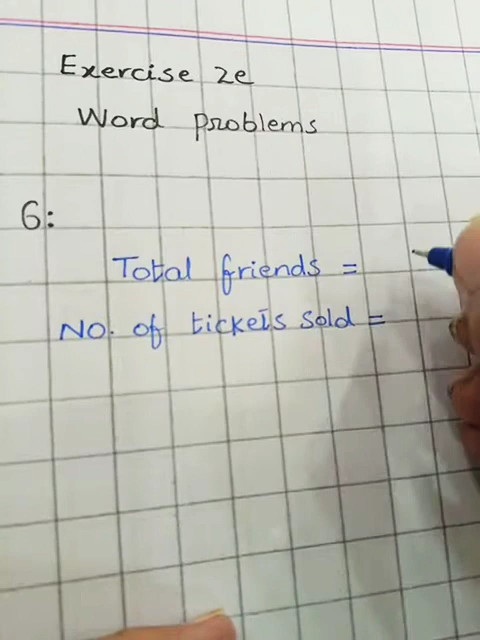 Exercise 2e
Word problems
6:
Total friends =
No. of tickets sold =